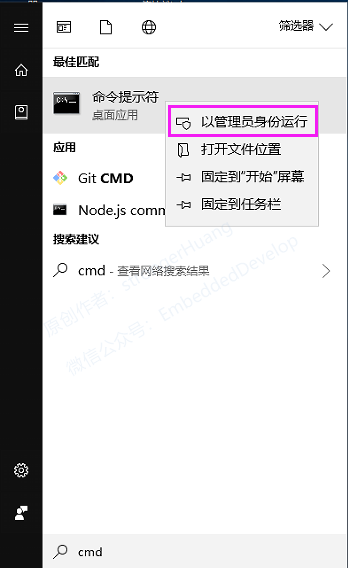 筛选器
最佳匹配
命令提示符
桌面应用
以管理员身份运行
打开文件位置
固定到"开始"屏幕
固定到任务栏
应用
Git CMD
Node.js comm
搜索建议
cmd - 查看网络搜索结果
原创作者：strongerHuang
微信公众号：EmbeddedDevelop
cmd